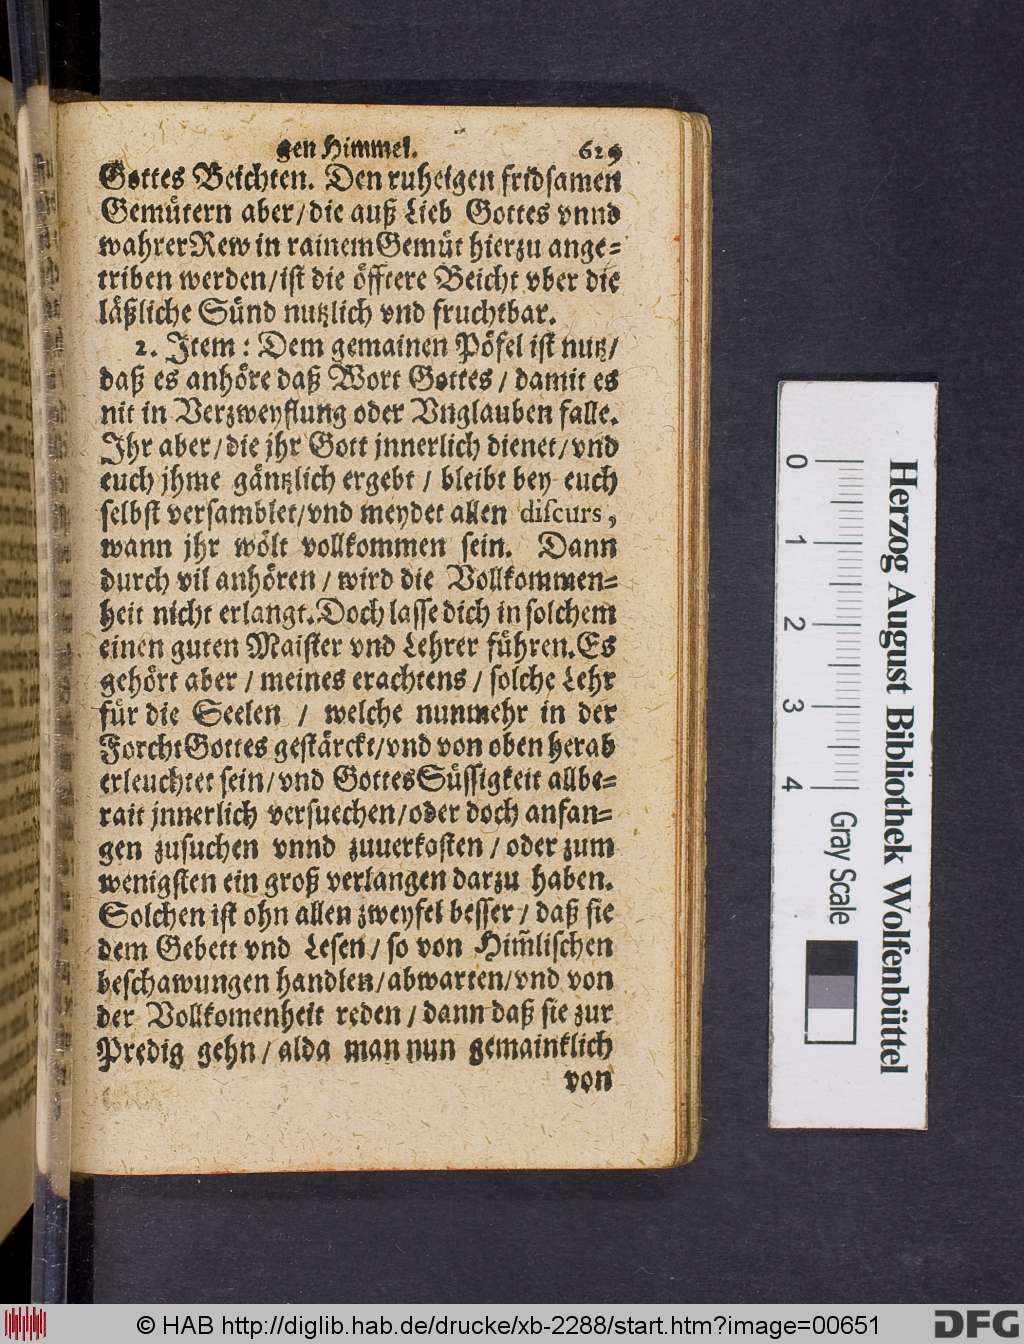 gen Himmel. 629
Gottes Beichten. Den ruheigen fridsamen
Gemütern aber/die auß Lieb Gottes vnnd
wahrer Rew in rainem Gemüt hierzu ange=
triben werden/ist die öfftere Beicht vber die
läßliche Sünd nutzlich vnd fruchtbar.
2. Item: Dem gemainen Pöfel ist nutz/
daß es anhöre daß Wort Gottes/damit es
nit in Verzweyflung oder Vnglauben falle.
Ihr aber/die jhr Gott jnnerlich dienet/vnd
euch jhme gäntzlich ergebt/bleibt bey euch
selbst versamblet/vnd meydet allen discurs,
wann jhr wölt vollkommen sein. Dann
durch vil anhören/wird die Vollkommen=
heit nicht erlangt. Doch lasse dich in solchem
einen guten Maister vnd Lehrer führen. Es
gehört aber/meines erachtens/solche Lehr
für die Seelen/welche nunmehr in der
Forcht Gottes gestärckt/vnd von oben herab
erleuchtet sein/vnd Gottes Süssigkeit allbe=
rait jnnerlich versuechen/oder doch anfan=
gen zusuchen vnnd zuuerkosten/oder zum
wenigsten ein groß verlangen darzu haben.
Solchen ist ohn allen zweyfel besser/daß sie
dem Gebett vnd Lesen/so von Him̃lischen
beschawungen handlen/abwarten/vnd von
der Vollkomenheit reden/dann daß sie zur
Predig gehn/alda man nun gemainklich
von
0 1 2 3 4
Gray Scale
Herzog August Bibliothek Wolfenbüttel
© HAB http://diglib.hab.de/drucke/xb-2288/start.htm?image=00651
DFG